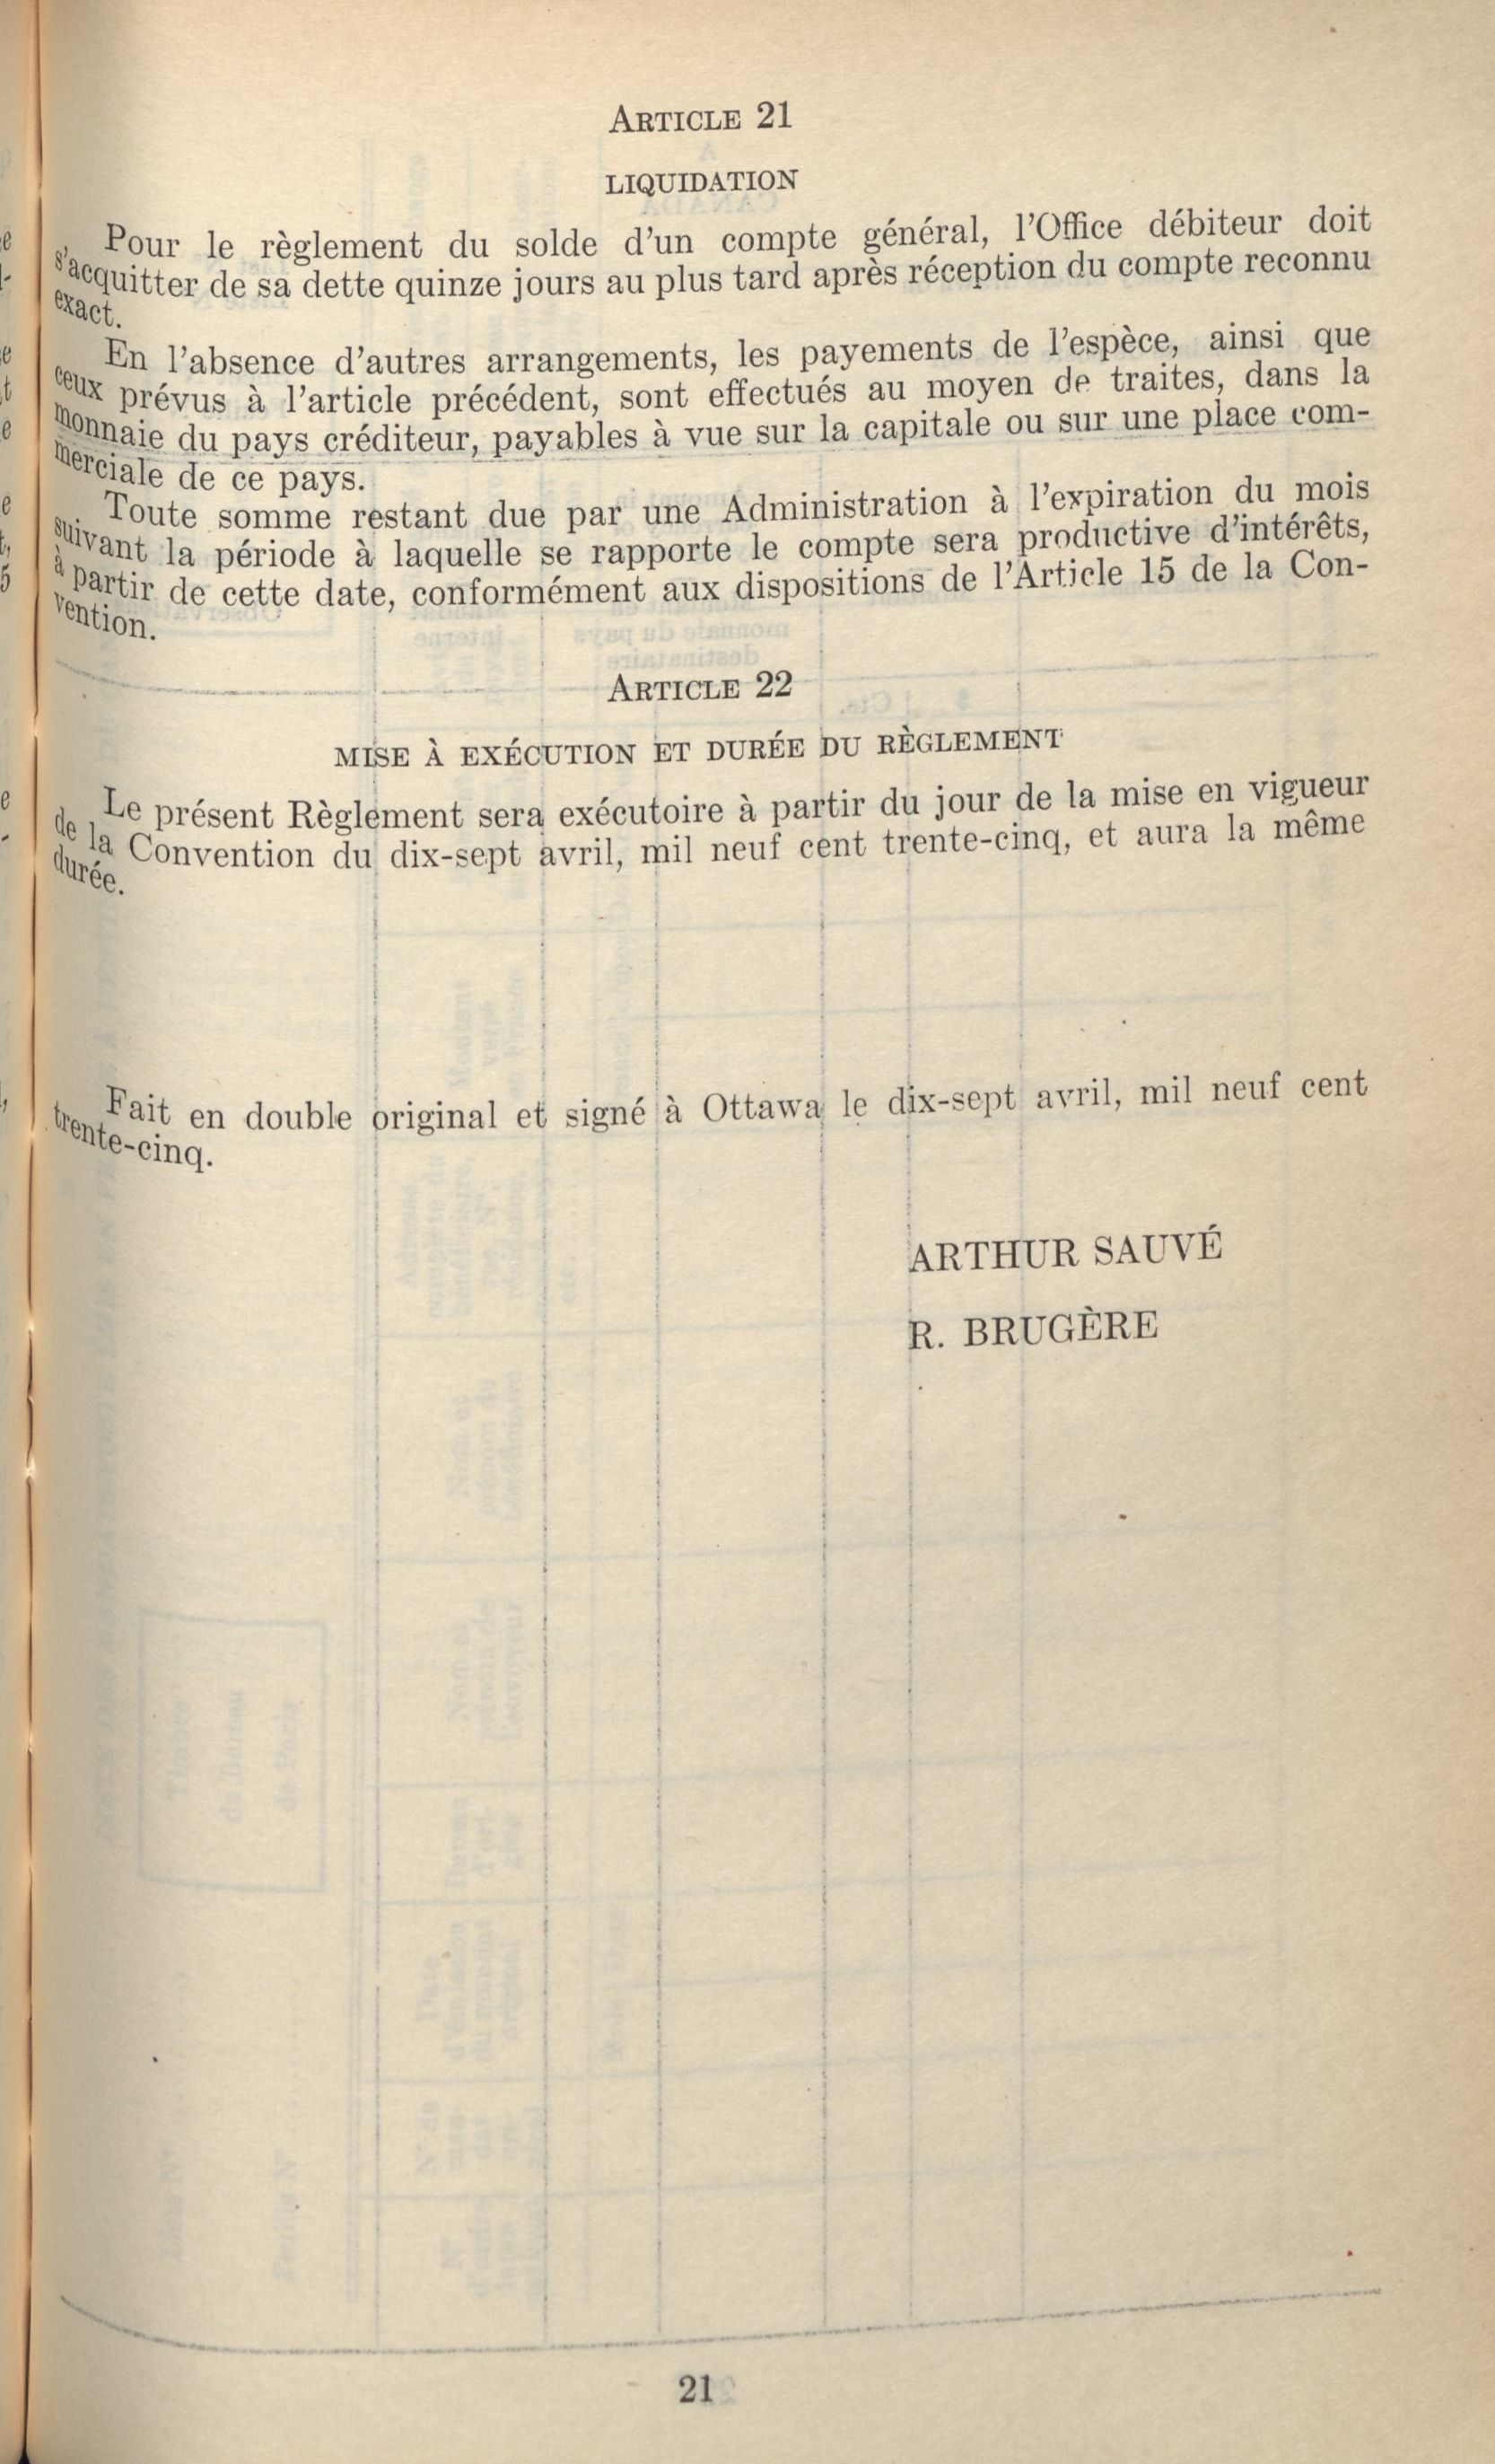 ARTICLE 21
LIQUIDATION
Pour le règlement du solde d'un compte général, l'Office débiteur doit
s'acquitter de sa dette quinze jours au plus tard après réception du compte reconnu
exact.
En l'absence d'autres arrangements, les payements de l'espèce, ainsi que
ceux prévus à l'article précédent, sont effectués au moyen de traites, dans la
monnaie du pays créditeur, payables à vue sur la capitale ou sur une place com-
merciale de ce pays.
Toute somme restant due par une Administration à l'expiration du mois
suivant la période à laquelle se rapporte le compte sera productive d'intérêts,
à partir de cette date, conformément aux dispositions de l'Article 15 de la Con-
vention.
ARTICLE 22
MISE À EXÉCUTION ET DURÉE DU RÈGLEMENT
Le présent Règlement sera exécutoire à partir du jour de la mise en vigueur
de la Convention du dix-sept avril, mil neuf cent trente-cinq, et aura la même
durée.
Fait en double original et signé à Ottawa le dix-sept avril, mil neuf cent
trente-cinq.
ARTHUR SAUVÉ
R. BRUGÈRE
21